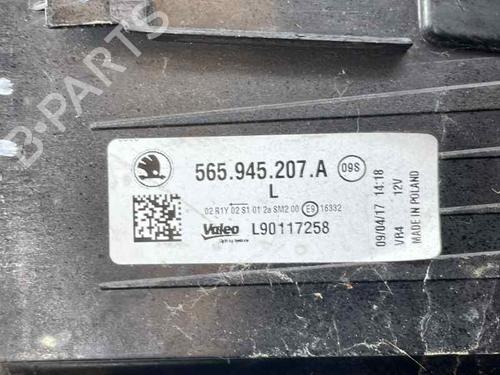 B-PARTS
565.945.207.A 09S
L
02 R1Y 02 S1 01 2a SM2 00 E9 16332
Valeo L90117258
09/04/17 14:18
VR4 12V
MADE IN POLAND